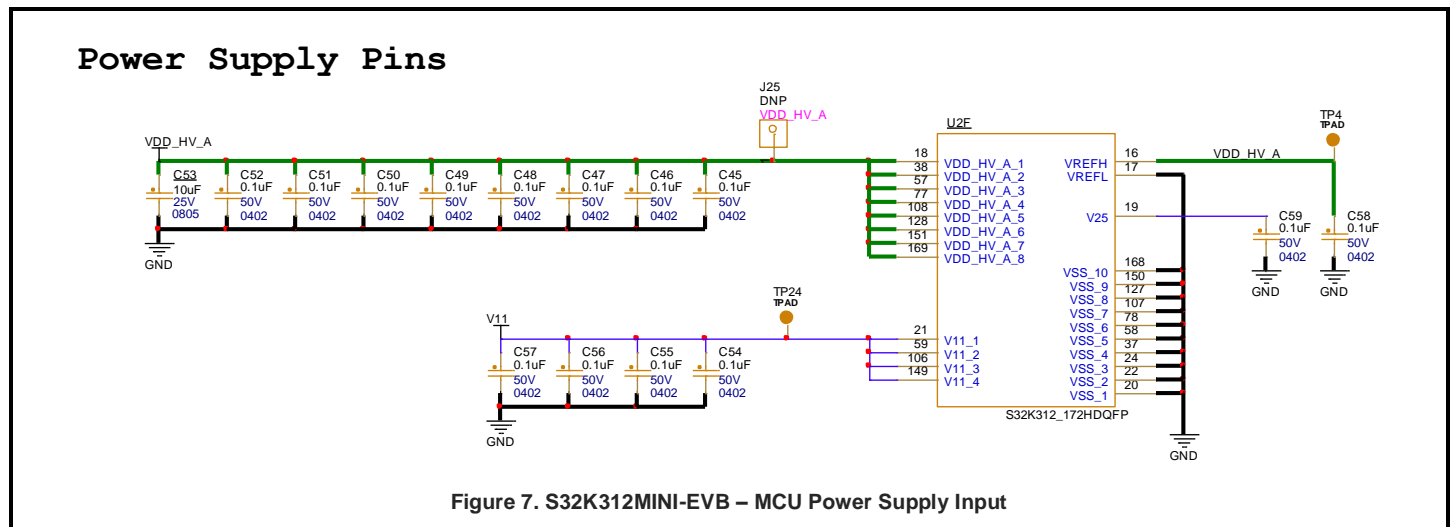 Power Supply Pins
J25
DNP
VDD_HV_A
TP4
TPAD
U2F
VDD_HV_A
1
VDD_HV_A
C53
10uF
25V
0805
C52
0.1uF
50V
0402
C51
0.1uF
50V
0402
C50
0.1uF
50V
0402
C49
0.1uF
50V
0402
C48
0.1uF
50V
0402
C47
0.1uF
50V
0402
C46
0.1uF
50V
0402
C45
0.1uF
50V
0402
GND
18 VDD_HV_A_1
38 VDD_HV_A_2
57 VDD_HV_A_3
77 VDD_HV_A_4
108 VDD_HV_A_5
128 VDD_HV_A_6
151 VDD_HV_A_7
169 VDD_HV_A_8
VREFH 16
VREFL 17
V25 19
C59
0.1uF
50V
0402
GND
C58
0.1uF
50V
0402
GND
VSS_10 168
VSS_9 150
VSS_8 127
VSS_7 107
VSS_6 78
VSS_5 58
VSS_4 37
VSS_3 24
VSS_2 22
VSS_1 20
TP24
TPAD
V11
C57
0.1uF
50V
0402
C56
0.1uF
50V
0402
C55
0.1uF
50V
0402
C54
0.1uF
50V
0402
GND
21 V11_1
59 V11_2
106 V11_3
149 V11_4
S32K312_172HDQFP
GND
Figure 7. S32K312MINI-EVB – MCU Power Supply Input